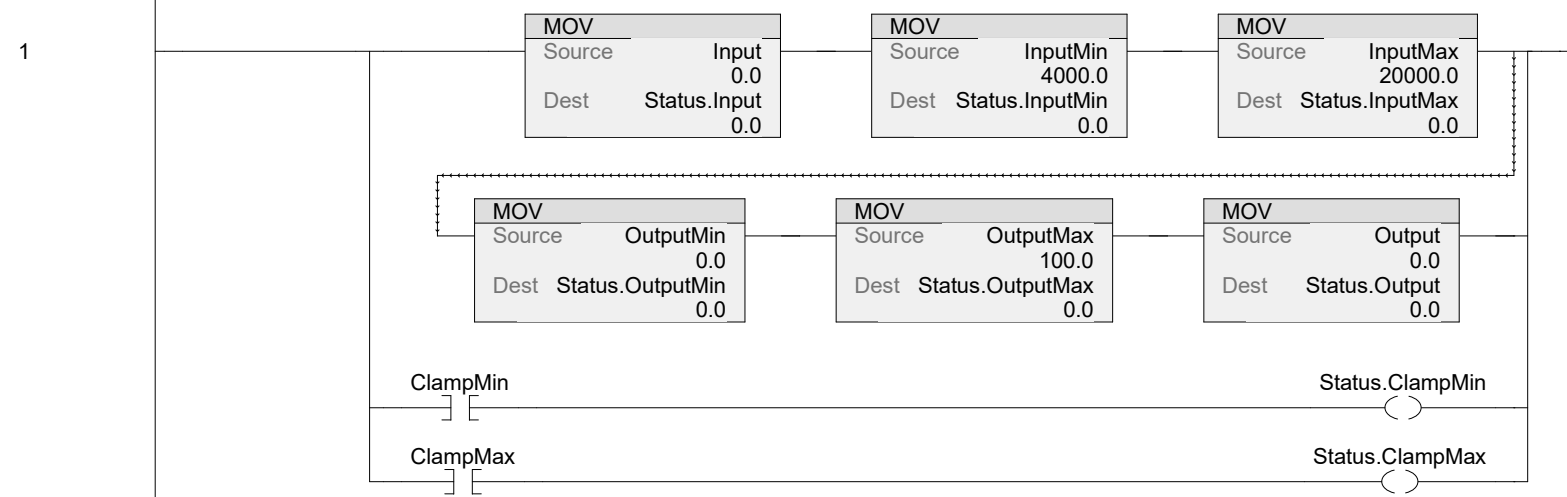 MOV MOV MOV
1 Source Input Source InputMin Source InputMax
0.0 4000.0 20000.0
Dest Status.Input Dest Status.InputMin Dest Status.InputMax
0.0 0.0 0.0
MOV MOV MOV
Source OutputMin Source OutputMax Source Output
0.0 100.0 0.0
Dest Status.OutputMin Dest Status.OutputMax Dest Status.Output
0.0 0.0 0.0
ClampMin Status.ClampMin
ClampMax Status.ClampMax